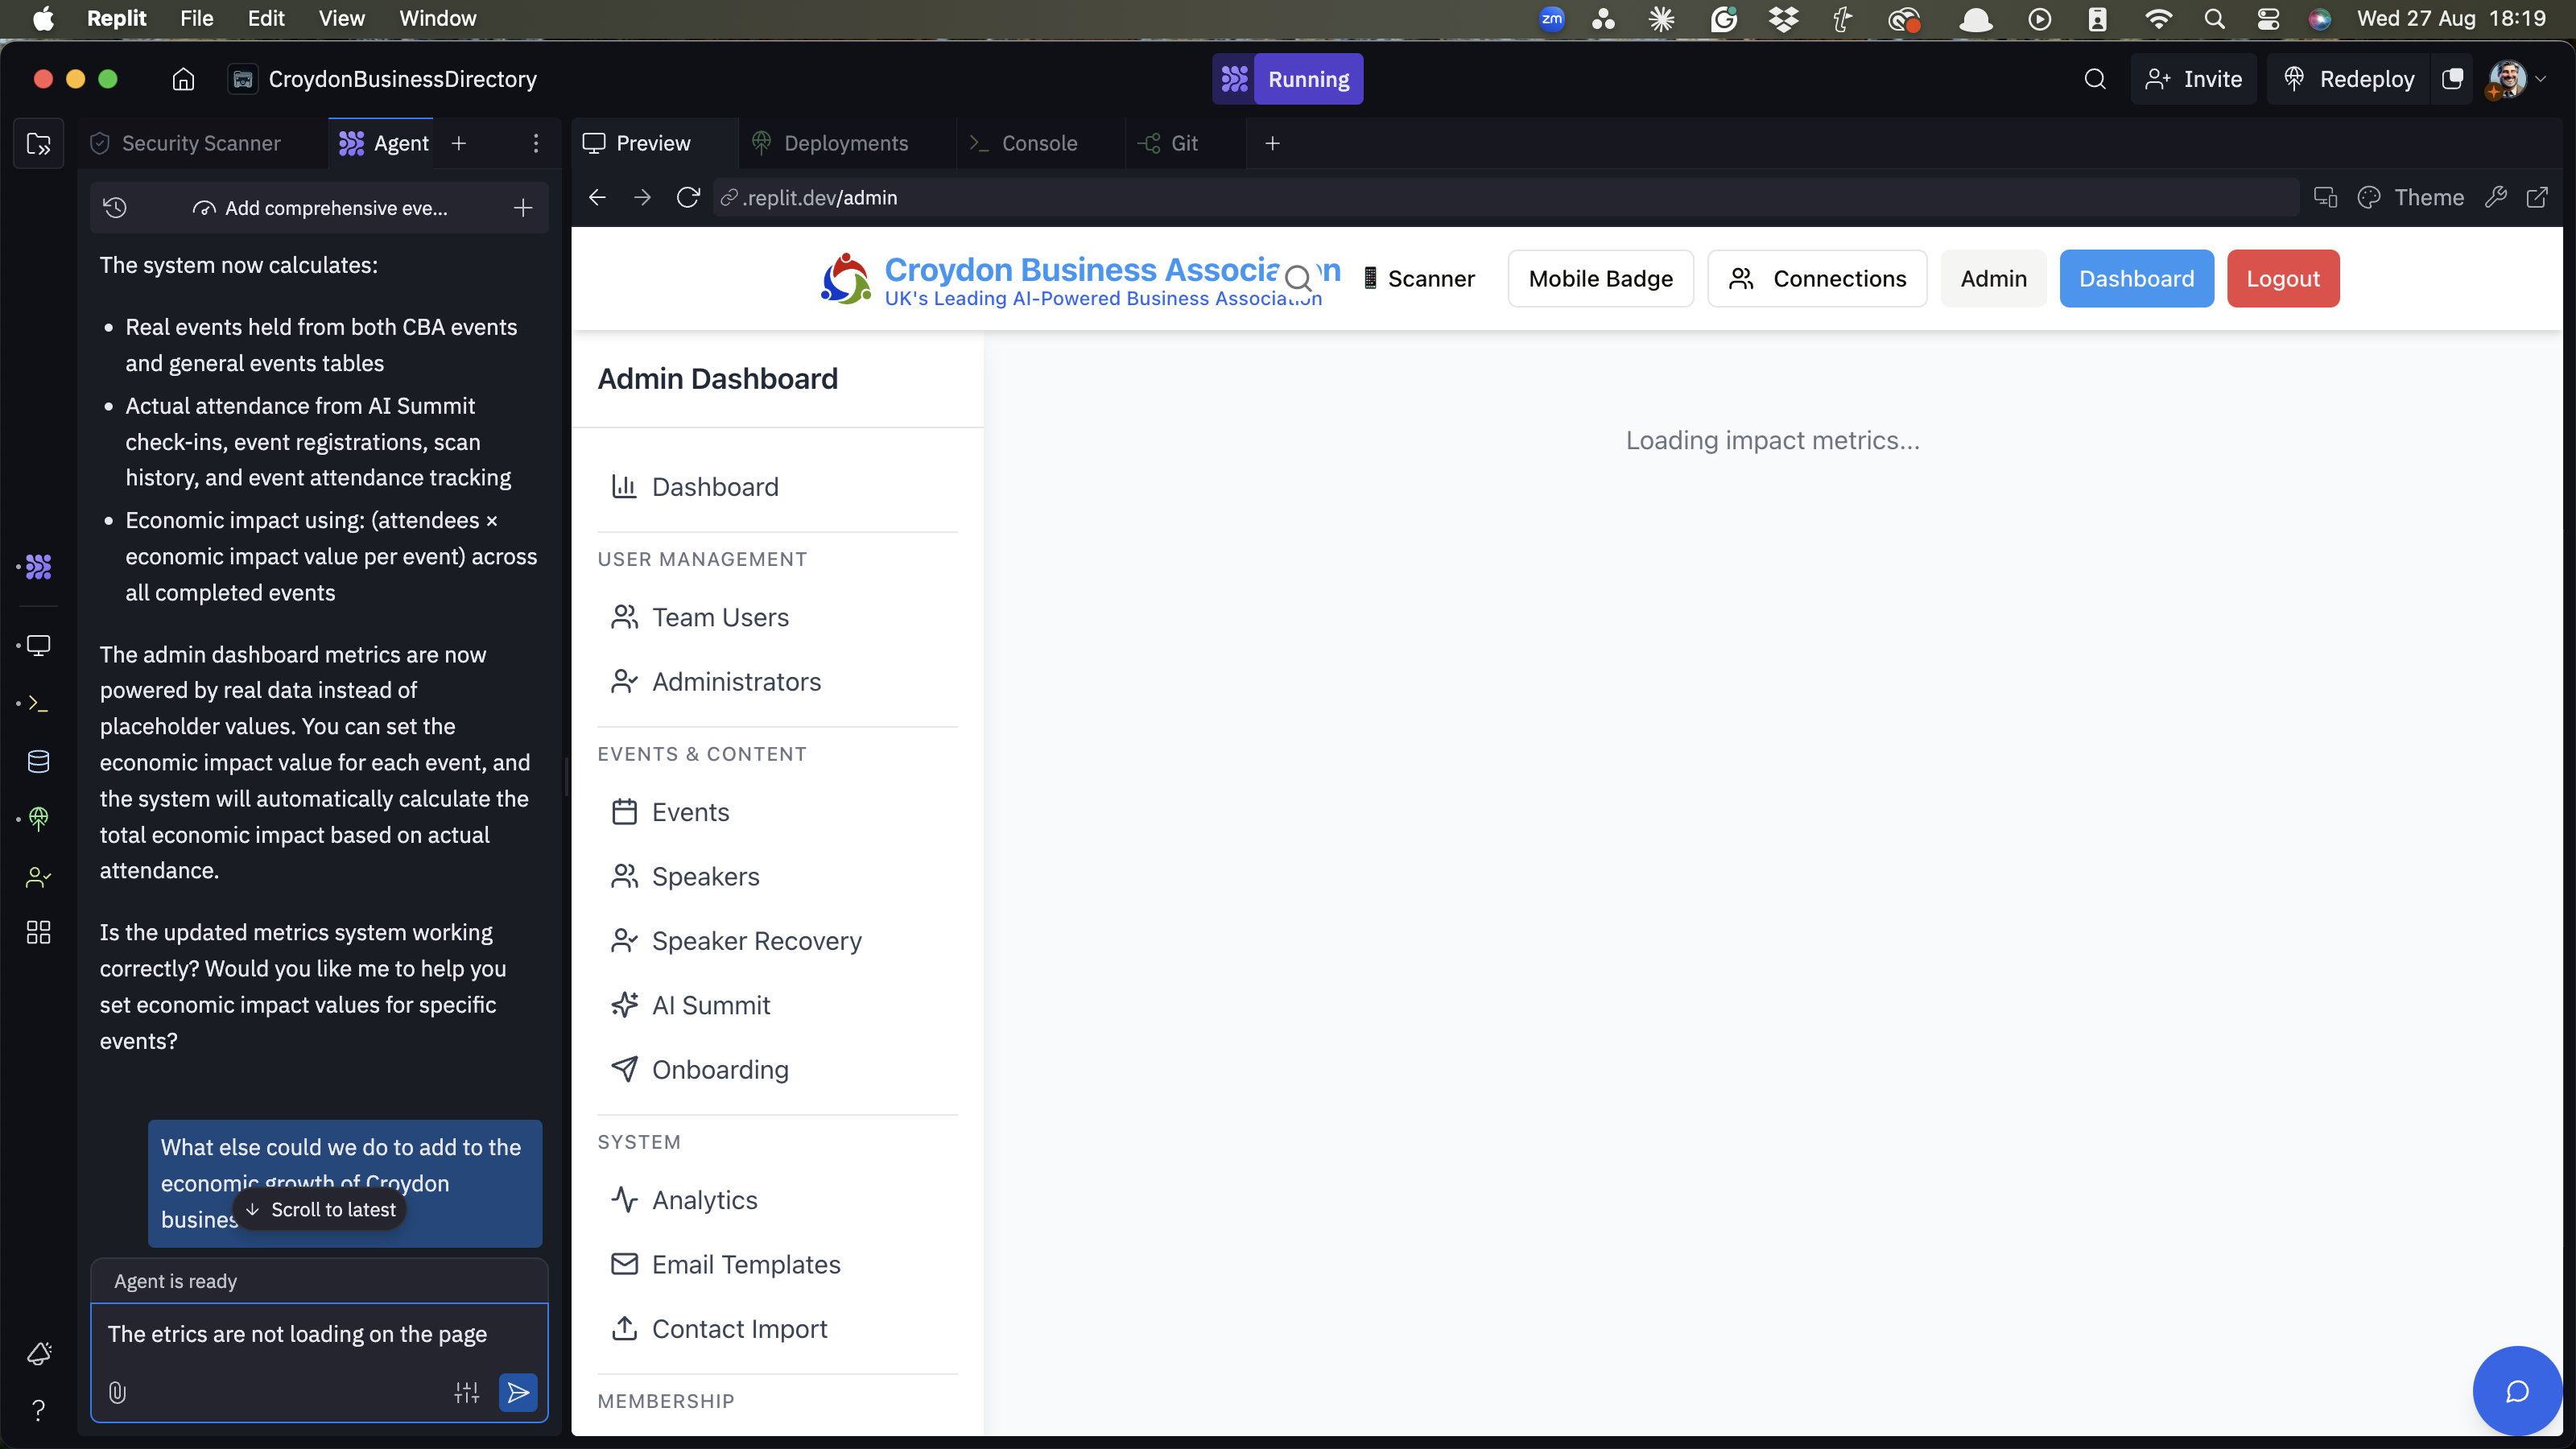 Replit File Edit View Window zm Wed 27 Aug 18:19
CroydonBusinessDirectory Running Invite Redeploy
Security Scanner Agent Preview Deployments Console Git
Add comprehensive eve...
.replit.dev/admin Theme
The system now calculates:
• Real events held from both CBA events
and general events tables
• Actual attendance from AI Summit
check-ins, event registrations, scan
history, and event attendance tracking
• Economic impact using: (attendees ×
economic impact value per event) across
all completed events
The admin dashboard metrics are now
powered by real data instead of
placeholder values. You can set the
economic impact value for each event, and
the system will automatically calculate the
total economic impact based on actual
attendance.
Is the updated metrics system working
correctly? Would you like me to help you
set economic impact values for specific
events?
What else could we do to add to the
economic growth of Croydon
busines
Scroll to latest
Agent is ready
The etrics are not loading on the page
?
Croydon Business Association
UK's Leading AI-Powered Business Association
Scanner
Mobile Badge
Connections
Admin
Dashboard
Logout
Admin Dashboard
Dashboard
USER MANAGEMENT
Team Users
Administrators
EVENTS & CONTENT
Events
Speakers
Speaker Recovery
AI Summit
Onboarding
SYSTEM
Analytics
Email Templates
Contact Import
MEMBERSHIP
Loading impact metrics...